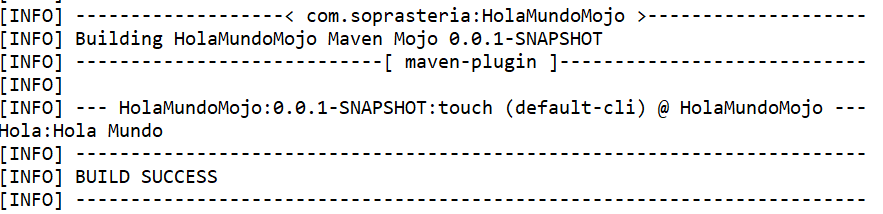 [INFO] -------------------< com.soprasteria:HolaMundoMojo >--------------------
[INFO] Building HolaMundoMojo Maven Mojo 0.0.1-SNAPSHOT
[INFO] ----------------------------[ maven-plugin ]----------------------------
[INFO]
[INFO] --- HolaMundoMojo:0.0.1-SNAPSHOT:touch (default-cli) @ HolaMundoMojo ---
Hola:Hola Mundo
[INFO] ------------------------------------------------------------------------
[INFO] BUILD SUCCESS
[INFO] ------------------------------------------------------------------------